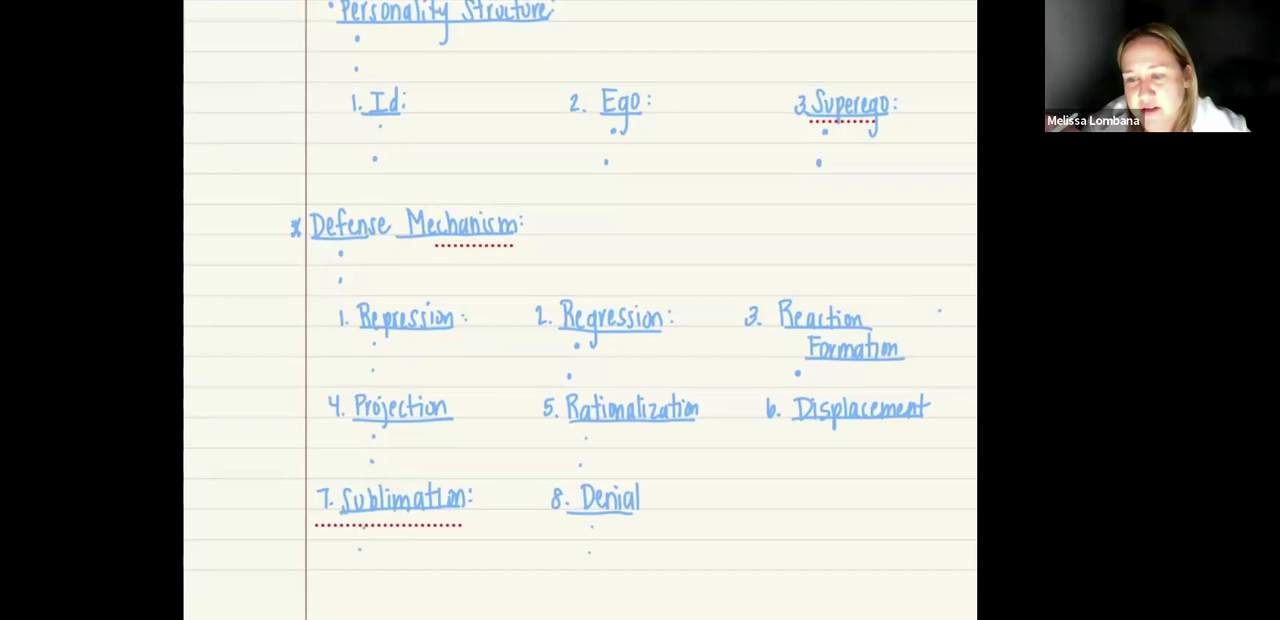 • Personality Structure:
•
•
1. Id: 2. Ego: 3. Superego:
• • •
• • •
* Defense Mechanism:
•
•
1. Repression: 2. Regression: 3. Reaction
Formation
• • •
• •
4. Projection 5. Rationalization 6. Displacement
• •
• •
7. Sublimation: 8. Denial
• •
• •
Melissa Lombana